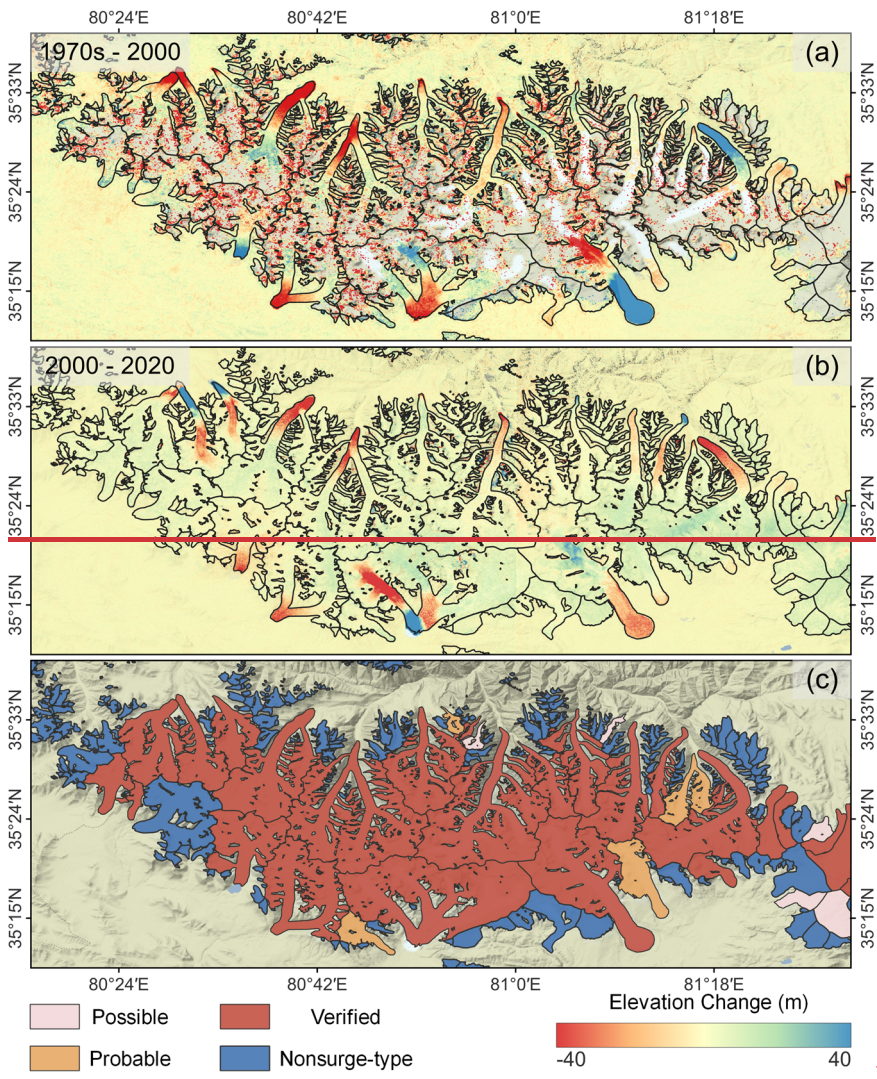 80°24'E 80°42'E 81°0'E 81°18'E
1970s - 2000 (a)
35°33'N 35°33'N
35°24'N 35°24'N
35°15'N 35°15'N
2000 - 2020 (b)
35°33'N 35°33'N
35°24'N 35°24'N
35°15'N 35°15'N
(c)
35°33'N 35°33'N
35°24'N 35°24'N
35°15'N 35°15'N
80°24'E 80°42'E 81°0'E 81°18'E
Possible Verified Elevation Change (m)
Probable Nonsurge-type -40 40